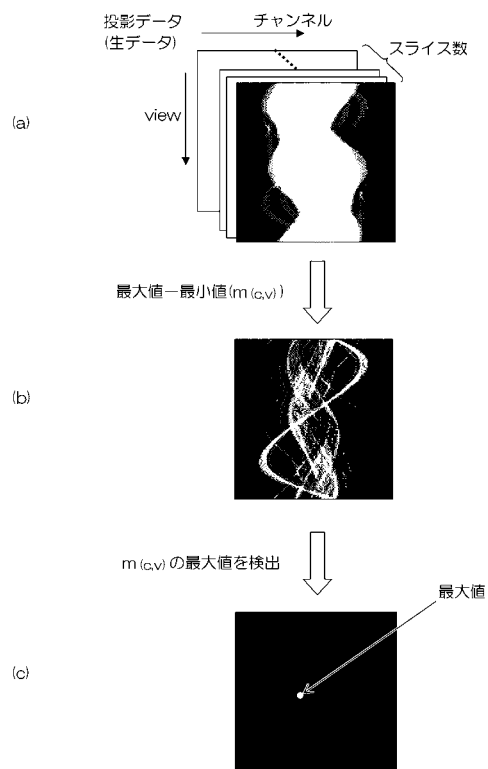 投影データ
(生データ)
チャンネル
スライス数
view
(a)
最大値ー最小値(m(c,v))
(b)
m(c,v)の最大値を検出
最大値
(c)